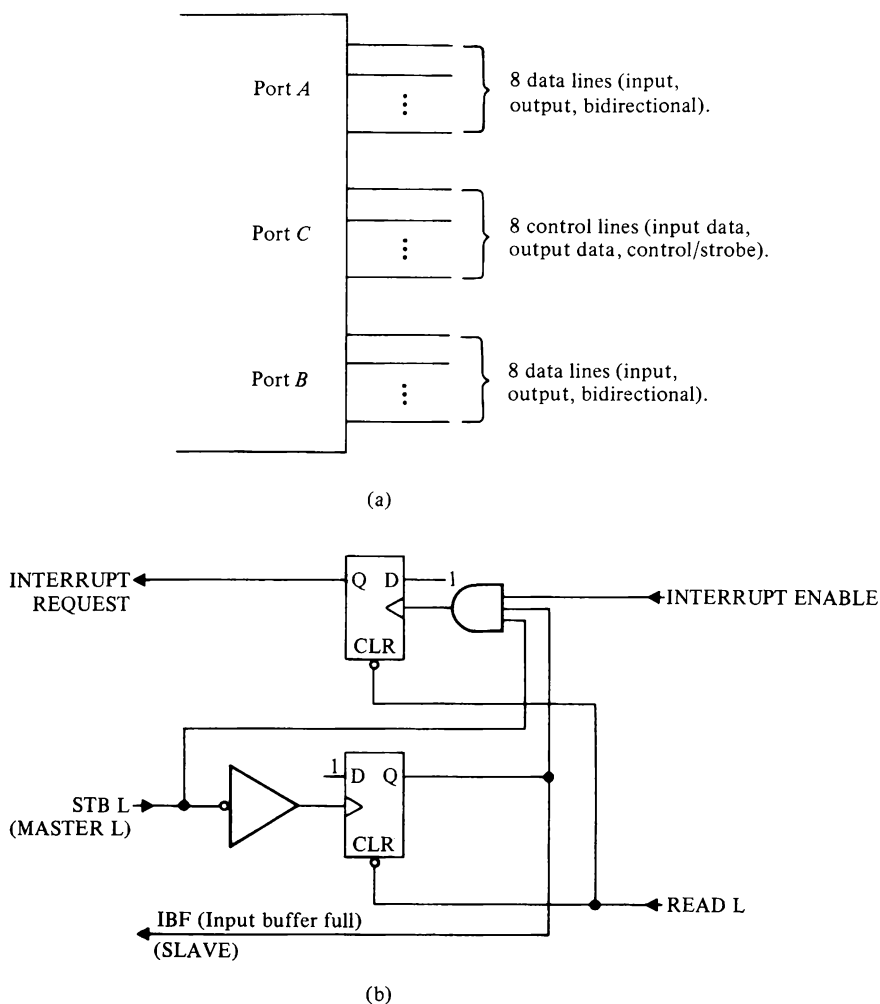 Port A
8 data lines (input,
output, bidirectional).
Port C
8 control lines (input data,
output data, control/strobe).
Port B
8 data lines (input,
output, bidirectional).
(a)
INTERRUPT
REQUEST
Q D 1
CLR
INTERRUPT ENABLE
1 D Q
CLR
STB L
(MASTER L)
READ L
IBF (Input buffer full)
(SLAVE)
(b)